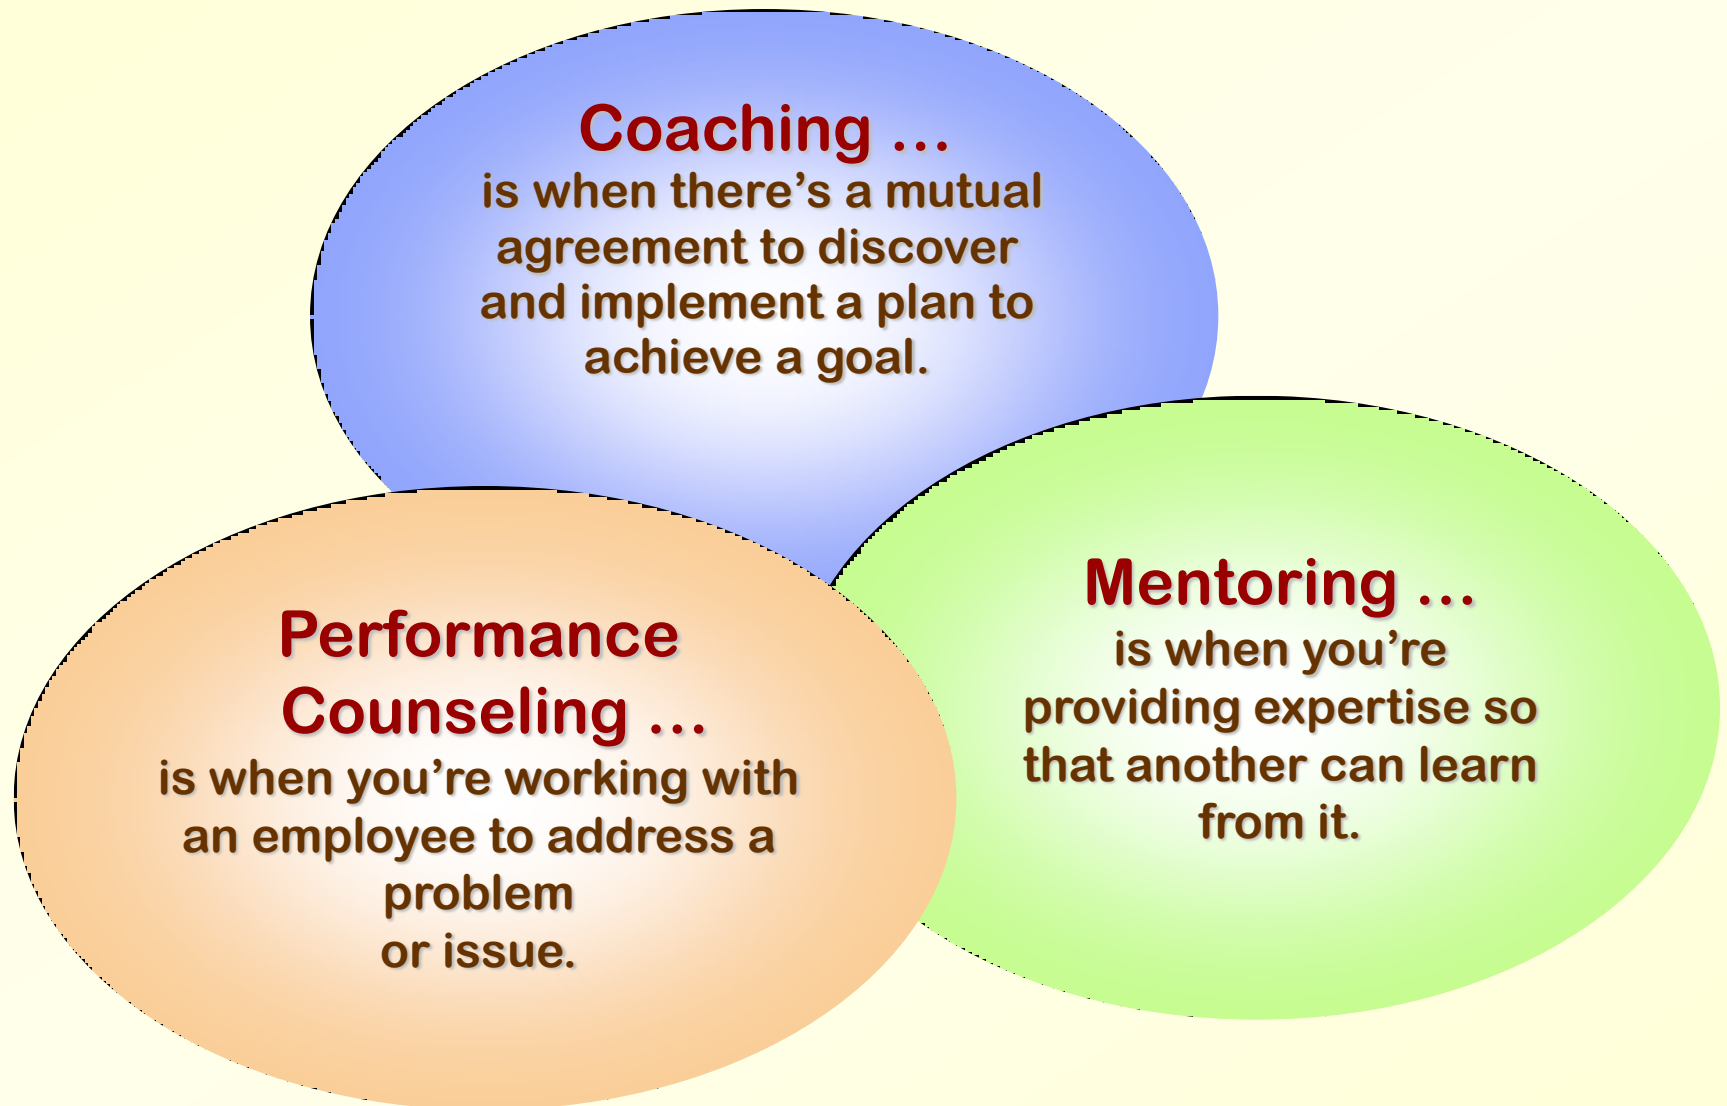 Coaching …
is when there’s a mutual
agreement to discover
and implement a plan to
achieve a goal.
Performance
Counseling …
is when you’re working with
an employee to address a
problem
or issue.
Mentoring …
is when you’re
providing expertise so
that another can learn
from it.